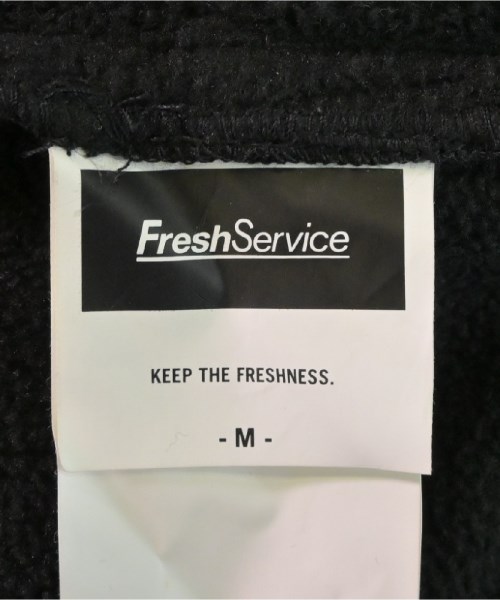 FreshService
KEEP THE FRESHNESS.
- M -